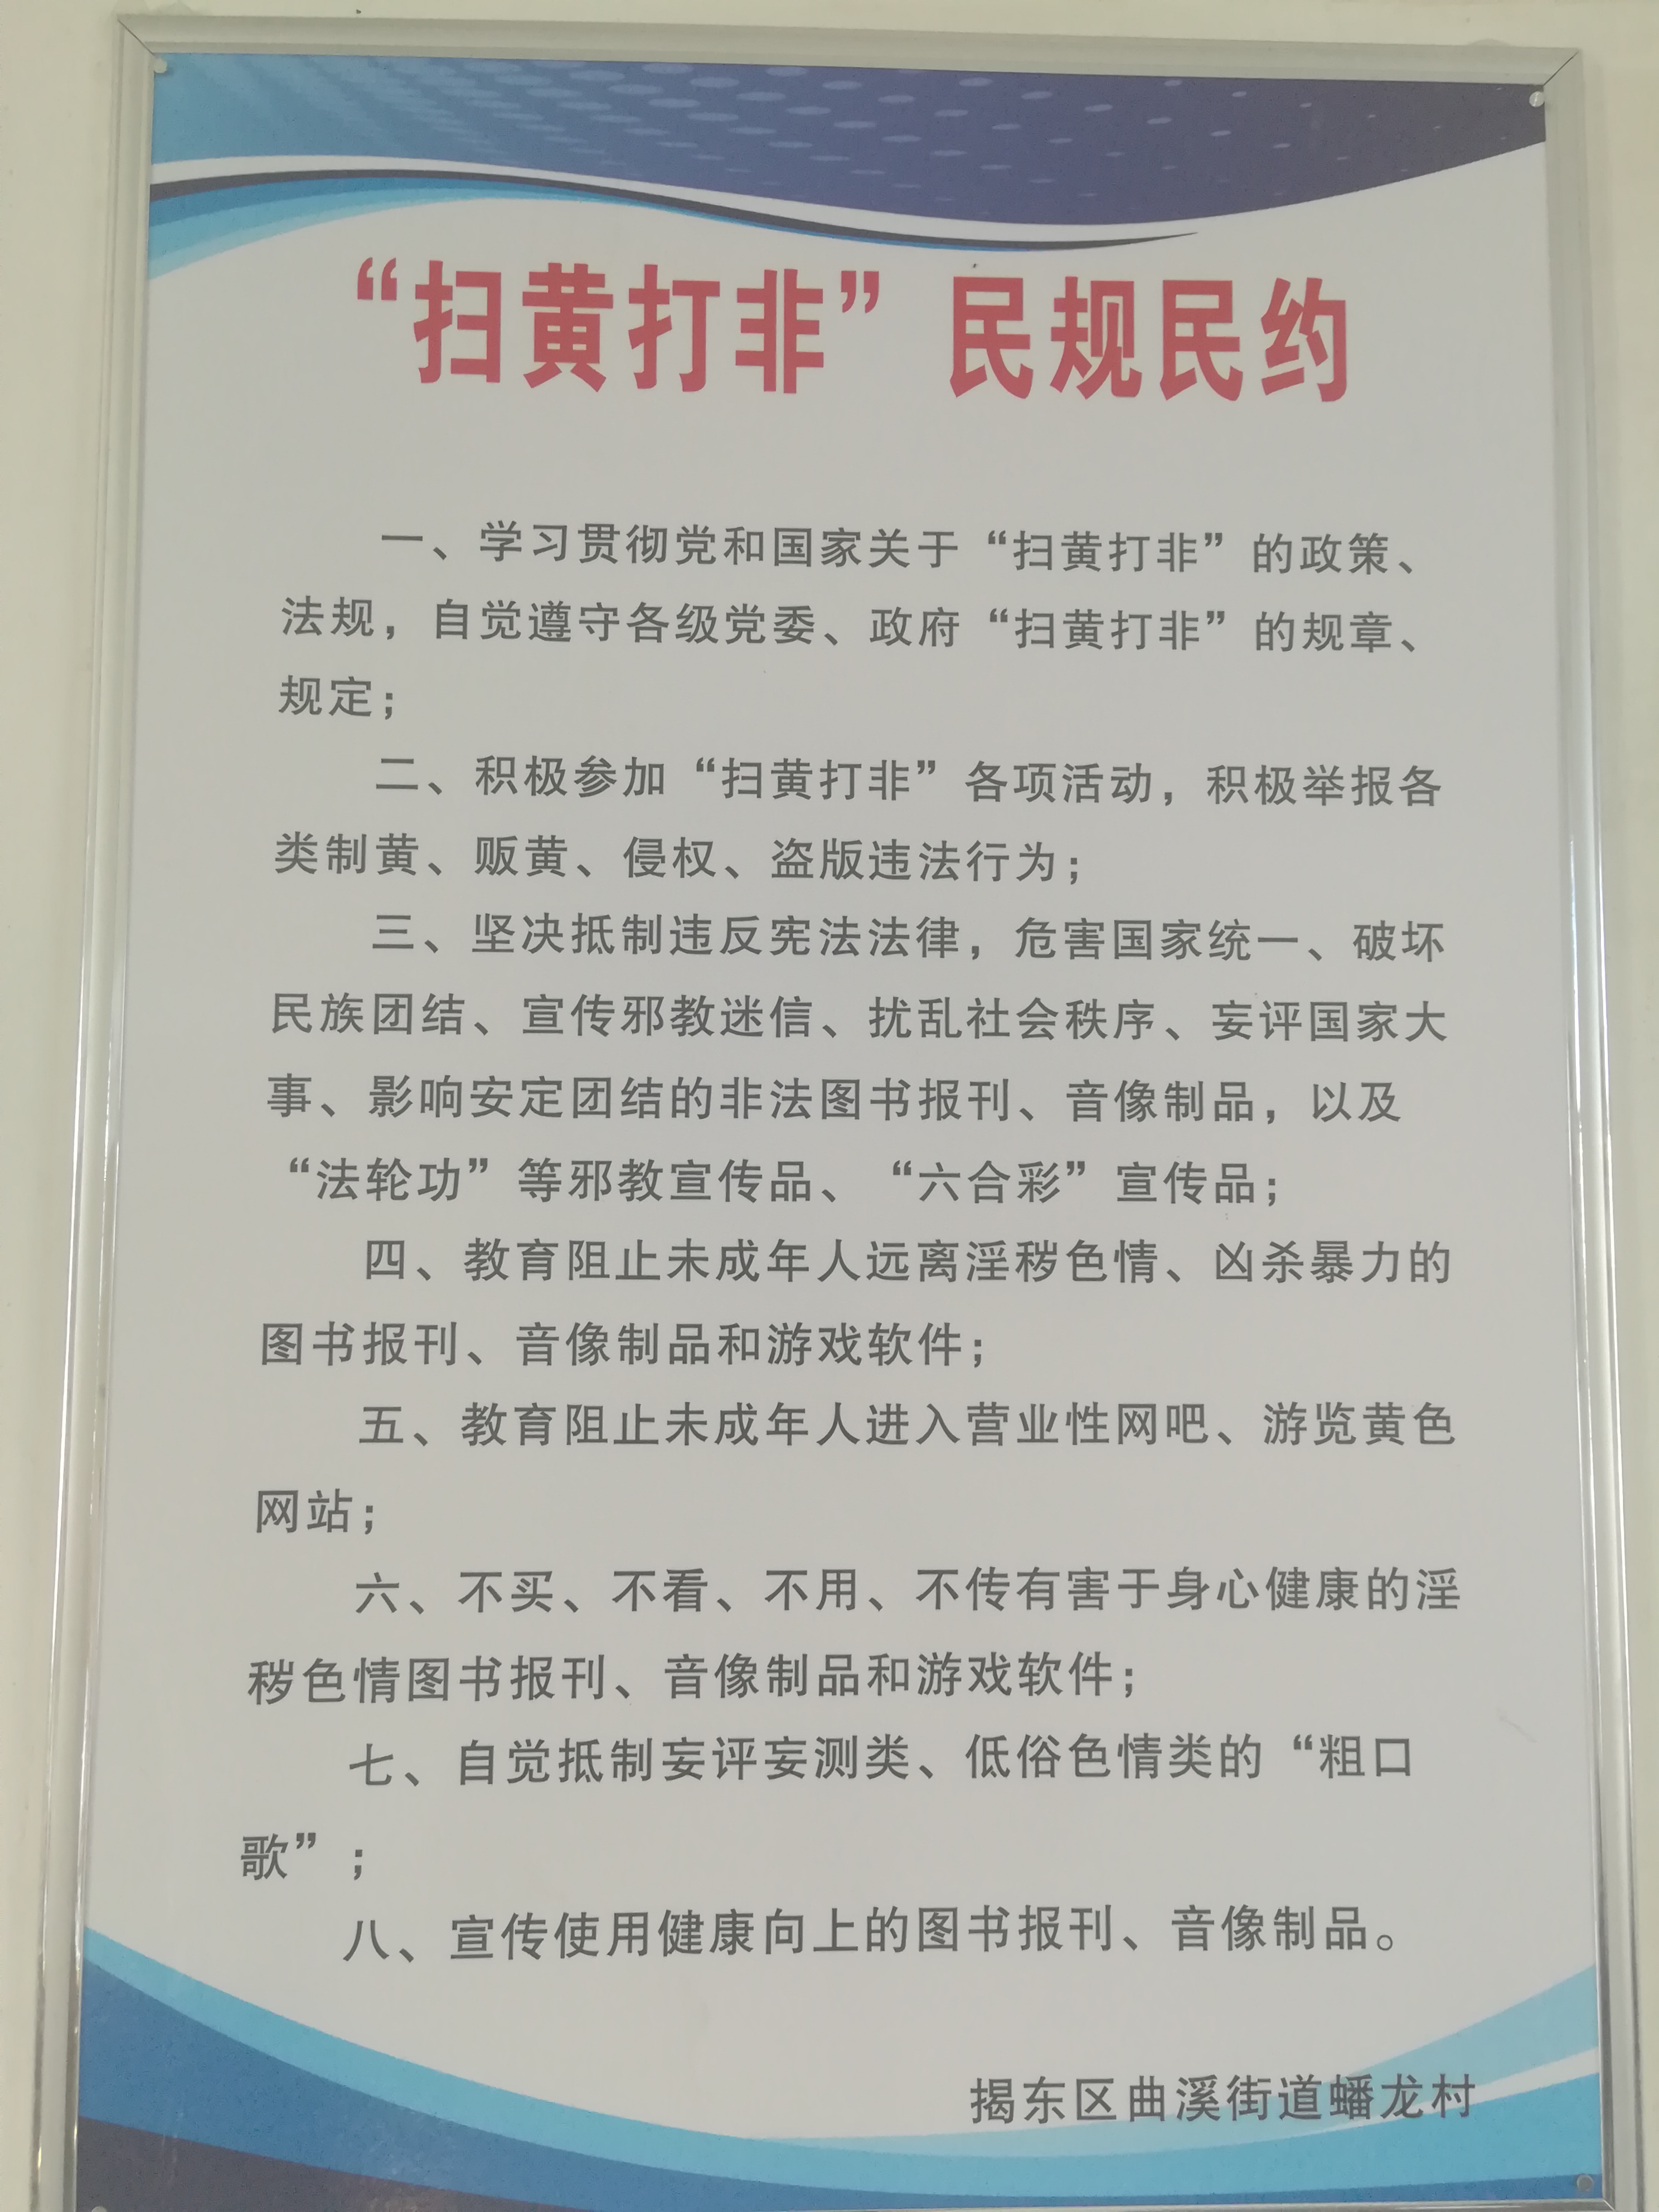 “扫黄打非”民规民约
一、学习贯彻党和国家关于“扫黄打非”的政策、
法规，自觉遵守各级党委、政府“扫黄打非”的规章、
规定；
二、积极参加“扫黄打非”各项活动，积极举报各
类制黄、贩黄、侵权、盗版违法行为；
三、坚决抵制违反宪法法律，危害国家统一、破坏
民族团结、宣传邪教迷信、扰乱社会秩序、妄评国家大
事、影响安定团结的非法图书报刊、音像制品，以及
“法轮功”等邪教宣传品、“六合彩”宣传品；
四、教育阻止未成年人远离淫秽色情、凶杀暴力的
图书报刊、音像制品和游戏软件；
五、教育阻止未成年人进入营业性网吧、游览黄色
网站；
六、不买、不看、不用、不传有害于身心健康的淫
秽色情图书报刊、音像制品和游戏软件；
七、自觉抵制妄评妄测类、低俗色情类的“粗口
歌”；
八、宣传使用健康向上的图书报刊、音像制品。
揭东区曲溪街道蟠龙村